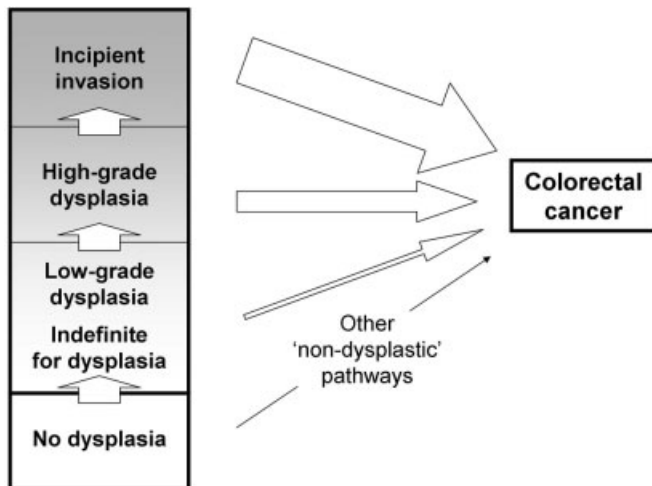 Incipient
invasion
High-grade
dysplasia
Low-grade
dysplasia
Indefinite
for dysplasia
No dysplasia
Other
‘non-dysplastic’
pathways
Colorectal
cancer